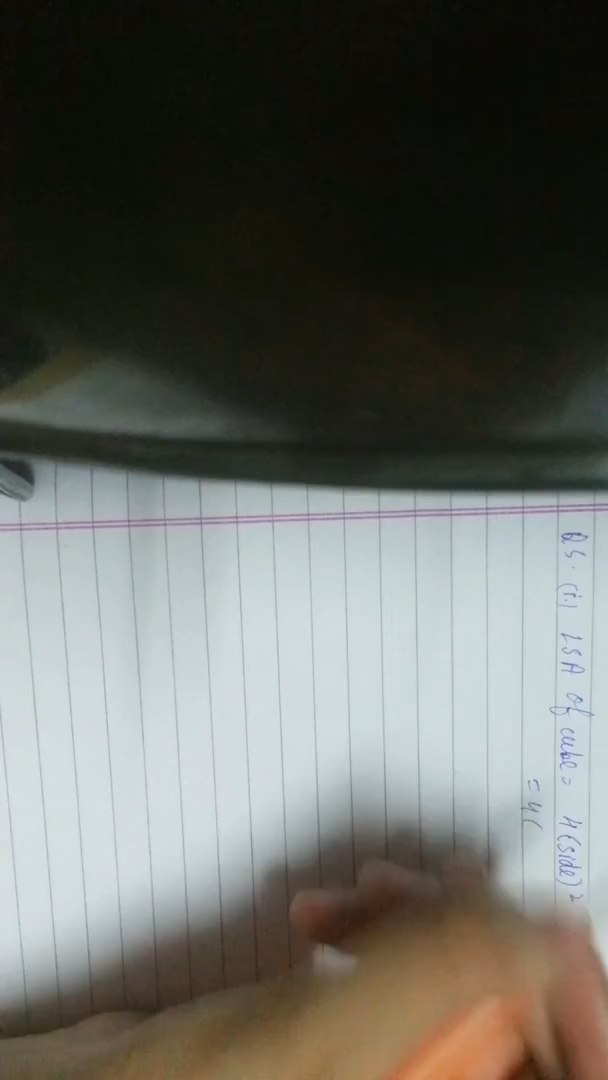 Q5. (i.) LSA of cube = 4(side)²
= 4(